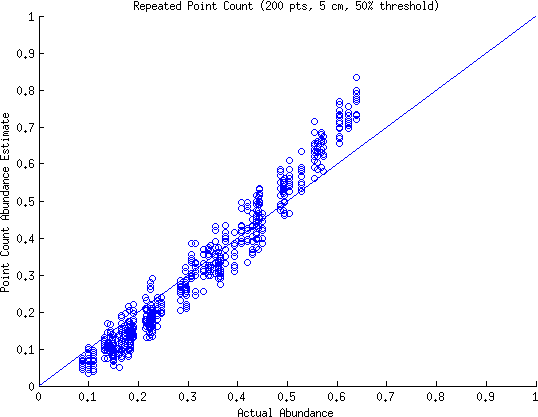 Repeated Point Count (200 pts, 5 cm, 50% threshold)
1
0.9
0.8
0.7
0.6
0.5
0.4
0.3
0.2
0.1
0
Point Count Abundance Estimate
0 0.1 0.2 0.3 0.4 0.5 0.6 0.7 0.8 0.9 1
Actual Abundance